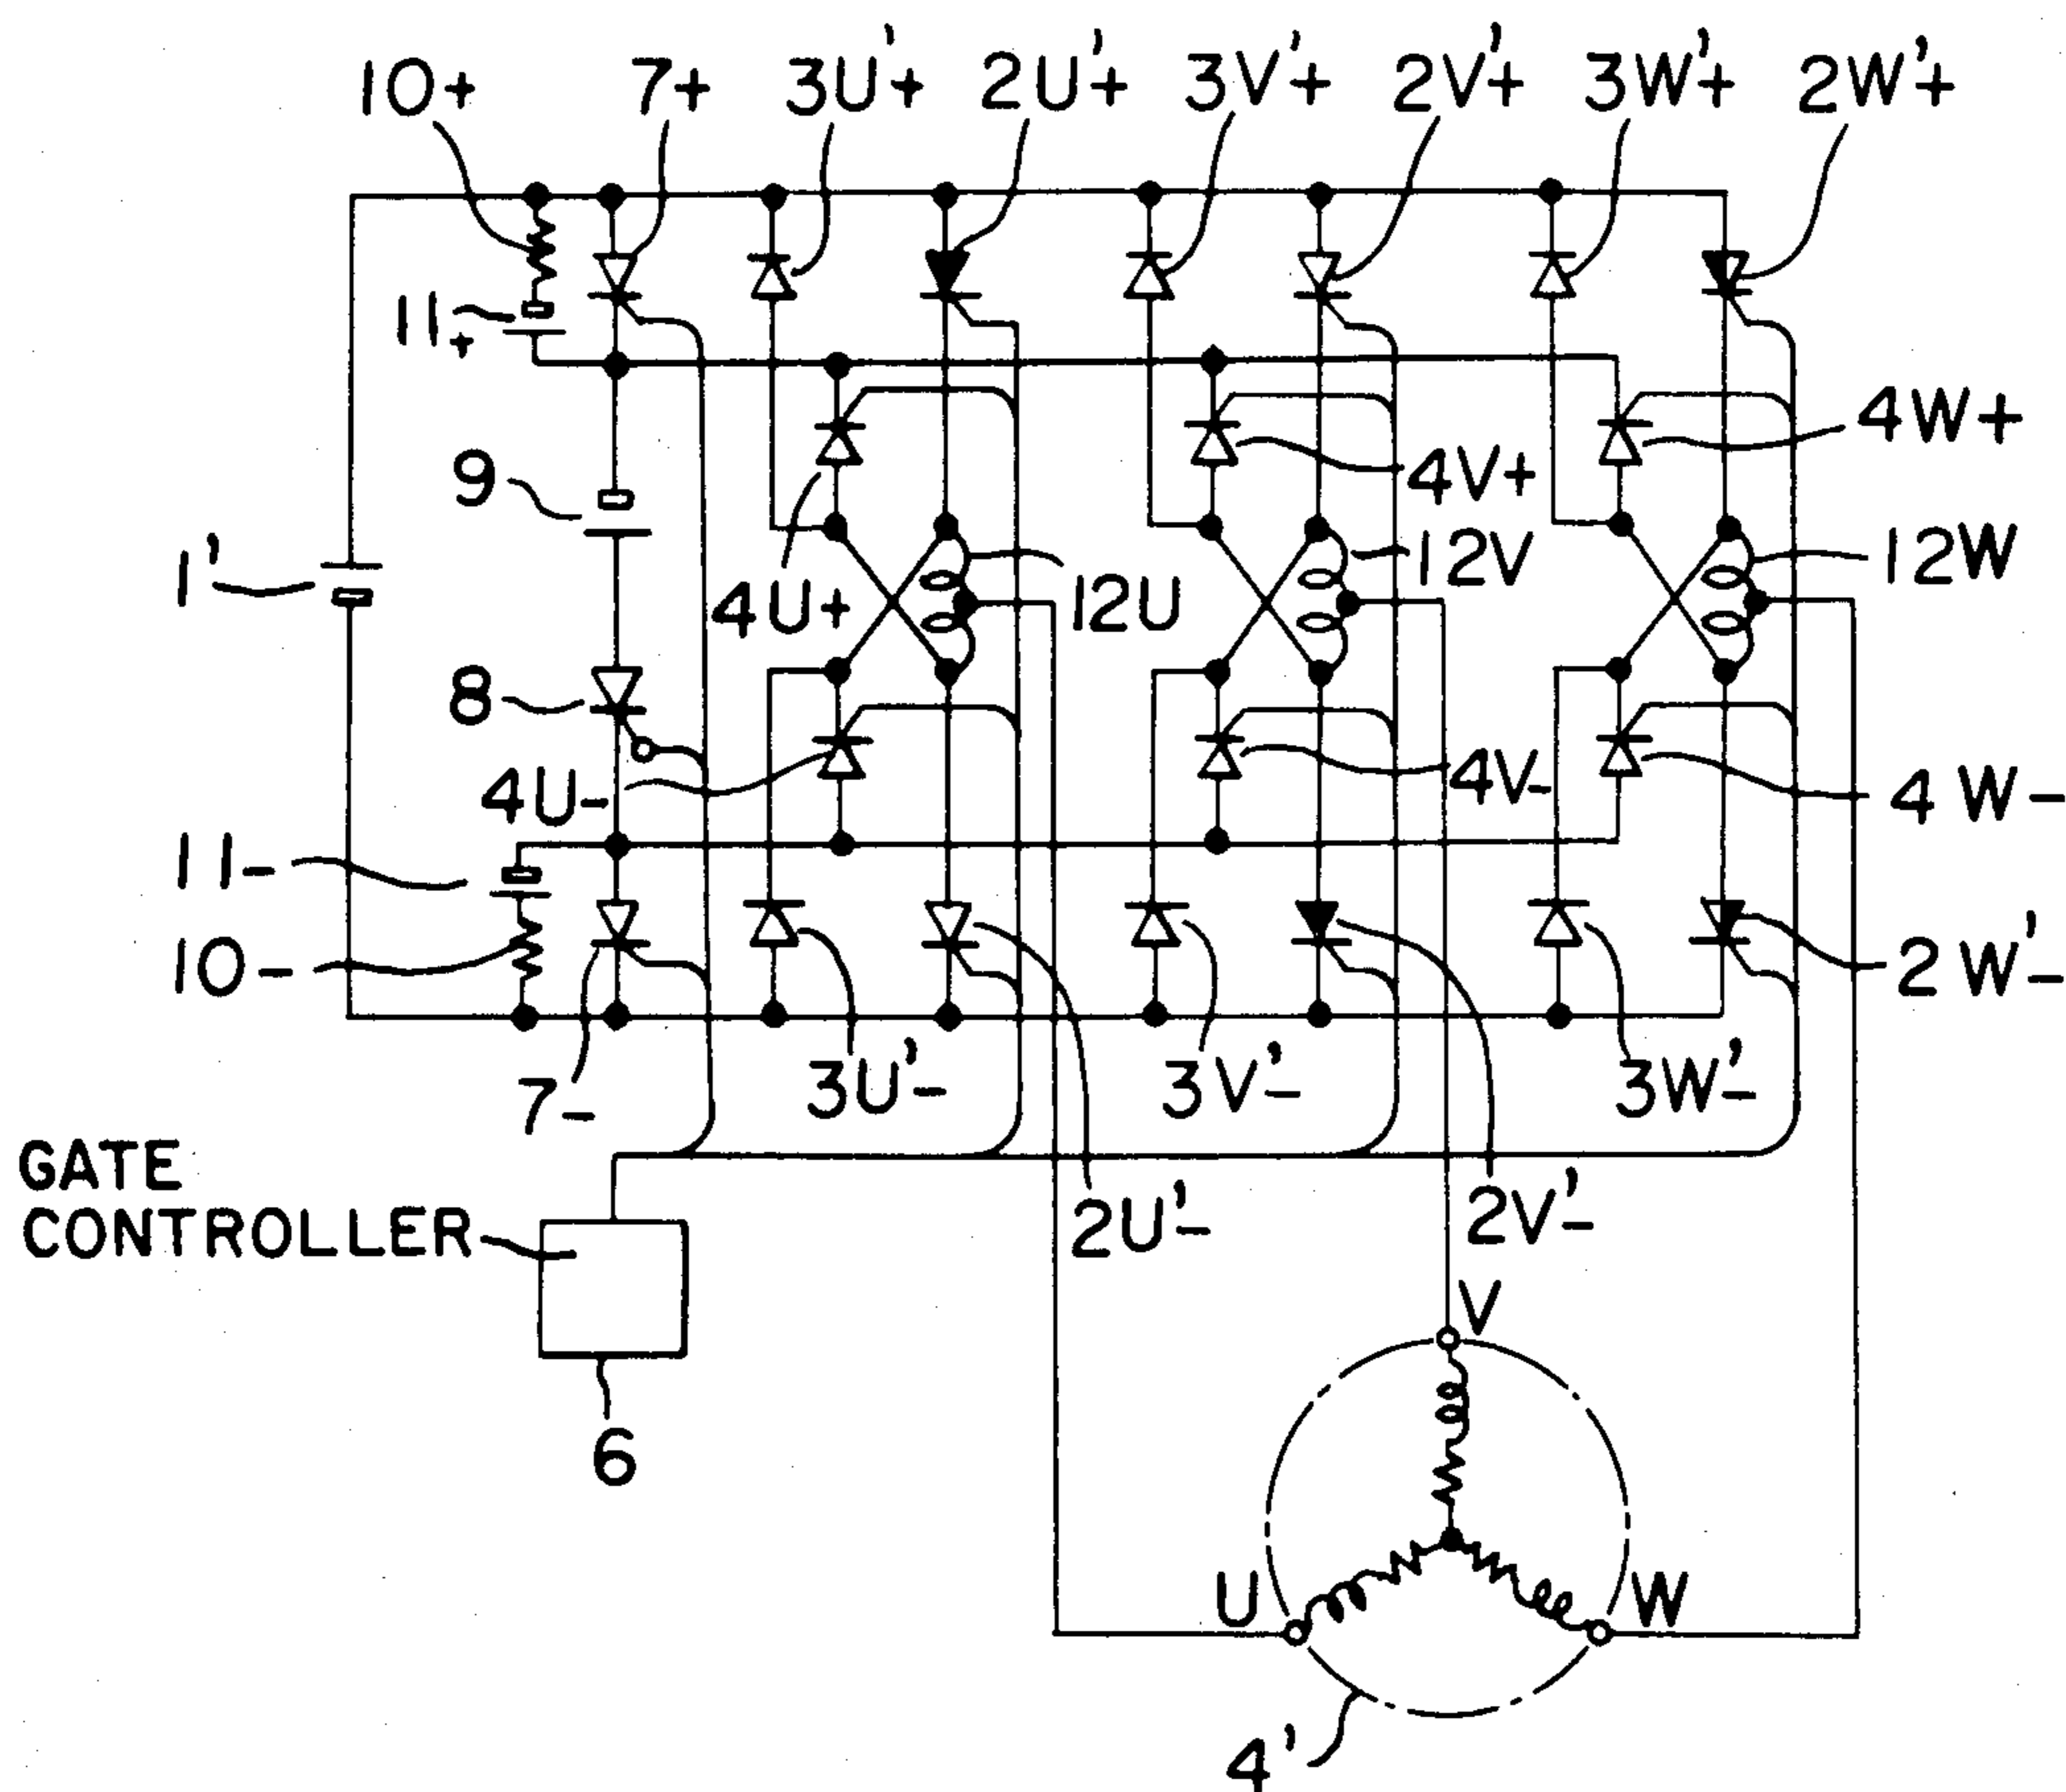 10+ 7+ 3U'+ 2U'+ 3V'+ 2V'+ 3W'+ 2W'+
11+
4W+
9 4V+
1' 4U+ 12U 12V 12W
8
4U- 4V- 4W-
11-
10- 2W'-
7- 3U'- 3V'- 3W'-
GATE
CONTROLLER
2U'- 2V'-
6
V
U W
4'